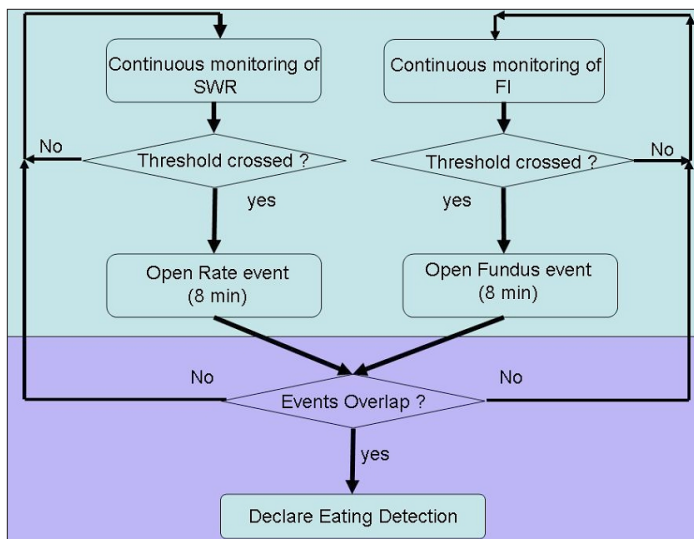 Continuous monitoring of
SWR
Continuous monitoring of
FI
No
Threshold crossed ?
Threshold crossed ?
No
yes
yes
Open Rate event
(8 min)
Open Fundus event
(8 min)
No
No
Events Overlap ?
yes
Declare Eating Detection